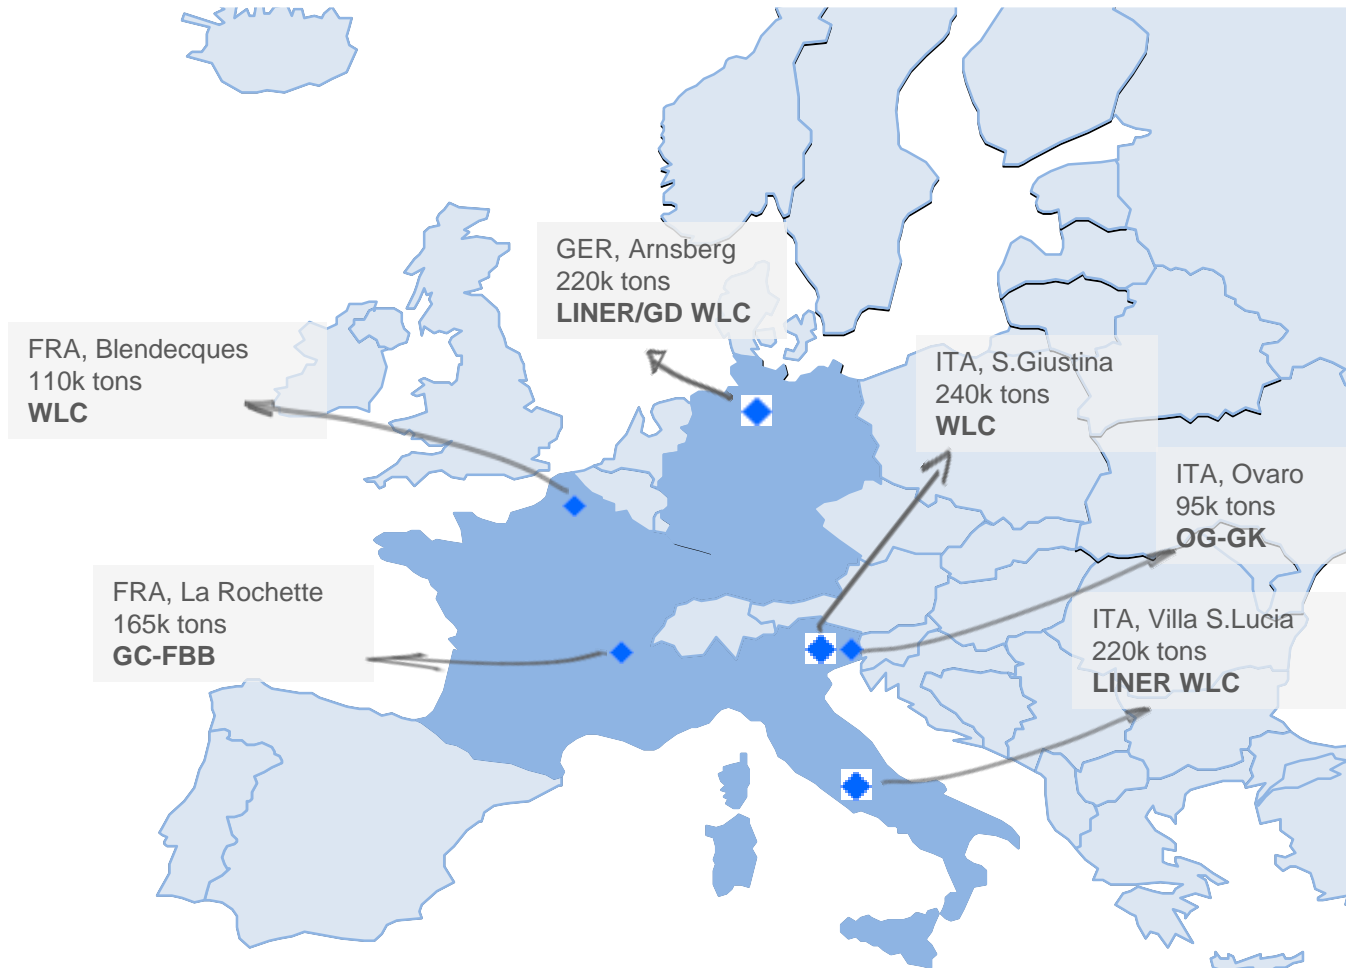 GER, Arnsberg
220k tons
LINER/GD WLC
FRA, Blendecques
110k tons
WLC
ITA, S.Giustina
240k tons
WLC
ITA, Ovaro
95k tons
OG-GK
FRA, La Rochette
165k tons
GC-FBB
ITA, Villa S.Lucia
220k tons
LINER WLC